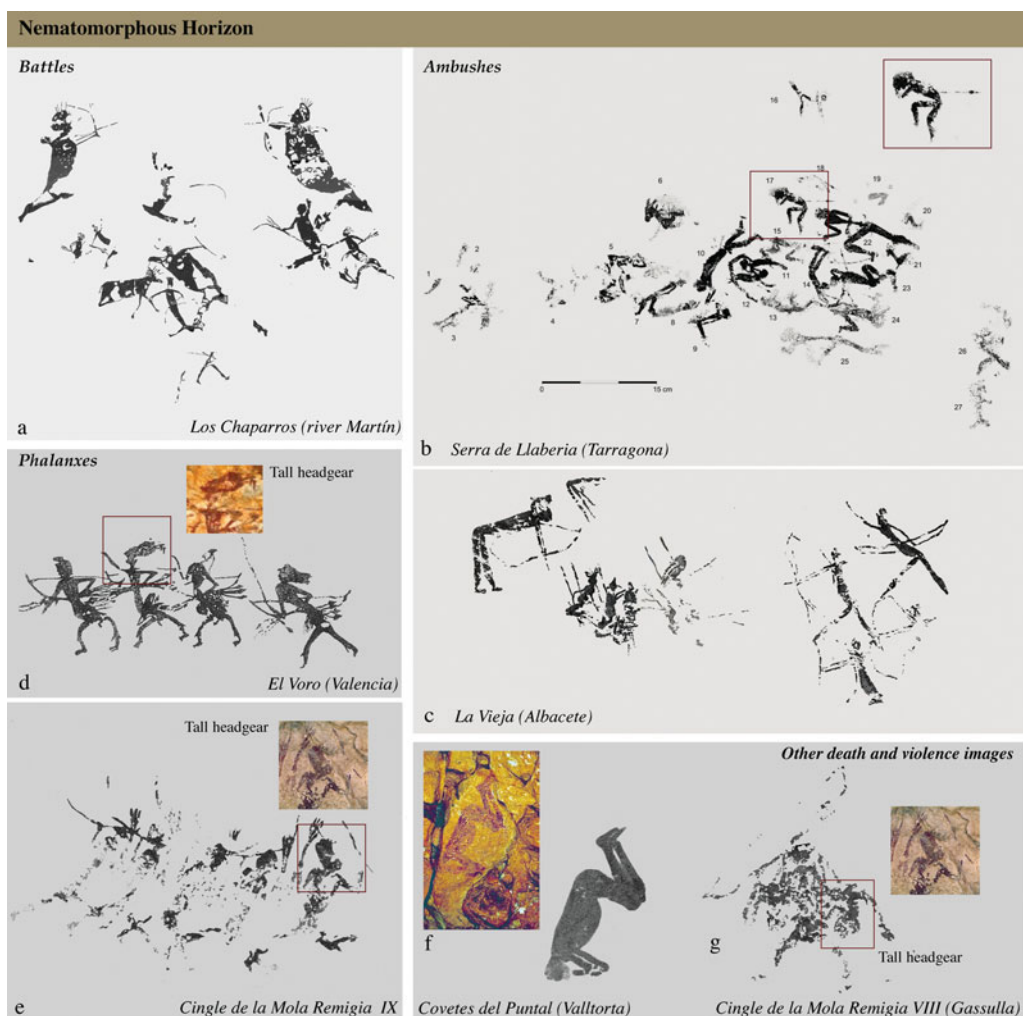 Nematomorphous Horizon
Battles
a
Los Chaparros (river Martín)
Ambushes
16
17
18
19
20
6
2
1
3
5
4
10
15
11
22
21
7
8
12
14
23
13
24
9
25
26
27
0
15 cm
b
Serra de Llaberia (Tarragona)
Phalanxes
Tall headgear
d
El Voro (Valencia)
c
La Vieja (Albacete)
Tall headgear
e
Cingle de la Mola Remigia IX
Other death and violence images
f
Covetes del Puntal (Valltorta)
g
Tall headgear
Cingle de la Mola Remigia VIII (Gassulla)